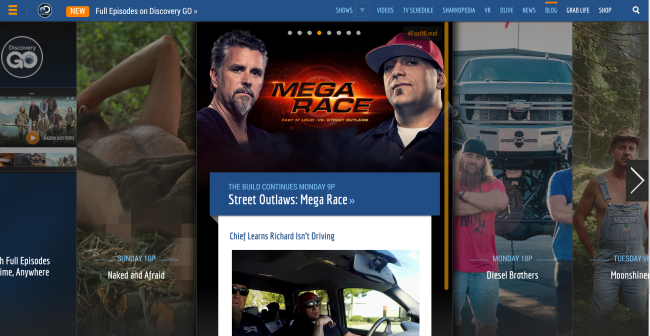 NEW Full Episodes on Discovery GO »
SHOWS VIDEOS TV SCHEDULE SHARKOPEDIA VR OLIVE NEWS BLOG GRAB LIFE SHOP
#FastNLoud
Discovery
GO
MEGA
RACE
FAST N' LOUD -VS- STREET OUTLAWS
THE BUILD CONTINUES MONDAY 9P
Street Outlaws: Mega Race »
Chief Learns Richard Isn't Driving
h Full Episodes
ime, Anywhere
SUNDAY 10P
Naked and Afraid
MONDAY 10P
Diesel Brothers
TUESDAY 9
Moonshine